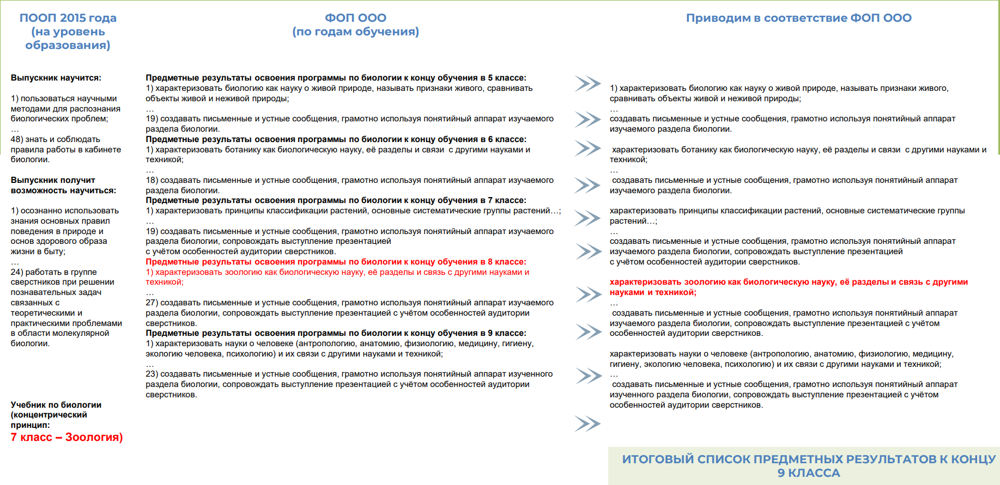 ПООП 2015 года
(на уровень
образования)
Выпускник научится:
1) пользоваться научными
методами для распознания
биологических проблем;
…
48) знать и соблюдать
правила работы в кабинете
биологии.
Выпускник получит
возможность научиться:
1) осознанно использовать
знания основных правил
поведения в природе и
основ здорового образа
жизни в быту;
…
24) работать в группе
сверстников при решении
познавательных задач
связанных с
теоретическими и
практическими проблемами
в области молекулярной
биологии.
Учебник по биологии
(концентрический
принцип:
7 класс – Зоология)
ФОП ООО
(по годам обучения)
Предметные результаты освоения программы по биологии к концу обучения в 5 классе:
1) характеризовать биологию как науку о живой природе, называть признаки живого, сравнивать
объекты живой и неживой природы;
…
19) создавать письменные и устные сообщения, грамотно используя понятийный аппарат изучаемого
раздела биологии.
Предметные результаты освоения программы по биологии к концу обучения в 6 классе:
1) характеризовать ботанику как биологическую науку, её разделы и связи с другими науками и
техникой;
…
18) создавать письменные и устные сообщения, грамотно используя понятийный аппарат изучаемого
раздела биологии.
Предметные результаты освоения программы по биологии к концу обучения в 7 классе:
1) характеризовать принципы классификации растений, основные систематические группы растений…;
…
19) создавать письменные и устные сообщения, грамотно используя понятийный аппарат изучаемого
раздела биологии, сопровождать выступление презентацией
с учётом особенностей аудитории сверстников.
Предметные результаты освоения программы по биологии к концу обучения в 8 классе:
1) характеризовать зоологию как биологическую науку, её разделы и связь с другими науками и
техникой;
…
27) создавать письменные и устные сообщения, грамотно используя понятийный аппарат изучаемого
раздела биологии, сопровождать выступление презентацией с учётом особенностей аудитории
сверстников.
Предметные результаты освоения программы по биологии к концу обучения в 9 классе:
1) характеризовать науки о человеке (антропологию, анатомию, физиологию, медицину, гигиену,
экологию человека, психологию) и их связи с другими науками и техникой;
…
23) создавать письменные и устные сообщения, грамотно используя понятийный аппарат изученного
раздела биологии, сопровождать выступление презентацией с учётом особенностей аудитории
сверстников.
Приводим в соответствие ФОП ООО
1) характеризовать биологию как науку о живой природе, называть признаки живого,
сравнивать объекты живой и неживой природы;
…
создавать письменные и устные сообщения, грамотно используя понятийный аппарат
изучаемого раздела биологии.
характеризовать ботанику как биологическую науку, её разделы и связи с другими науками и
техникой;
…
создавать письменные и устные сообщения, грамотно используя понятийный аппарат
изучаемого раздела биологии.
характеризовать принципы классификации растений, основные систематические группы
растений…;
…
создавать письменные и устные сообщения, грамотно используя понятийный аппарат
изучаемого раздела биологии, сопровождать выступление презентацией
с учётом особенностей аудитории сверстников.
характеризовать зоологию как биологическую науку, её разделы и связь с другими
науками и техникой;
…
создавать письменные и устные сообщения, грамотно используя понятийный аппарат
изучаемого раздела биологии, сопровождать выступление презентацией с учётом
особенностей аудитории сверстников.
характеризовать науки о человеке (антропологию, анатомию, физиологию, медицину,
гигиену, экологию человека, психологию) и их связи с другими науками и техникой;
…
создавать письменные и устные сообщения, грамотно используя понятийный аппарат
изученного раздела биологии, сопровождать выступление презентацией с учётом
особенностей аудитории сверстников.
ИТОГОВЫЙ СПИСОК ПРЕДМЕТНЫХ РЕЗУЛЬТАТОВ К КОНЦУ
9 КЛАССА